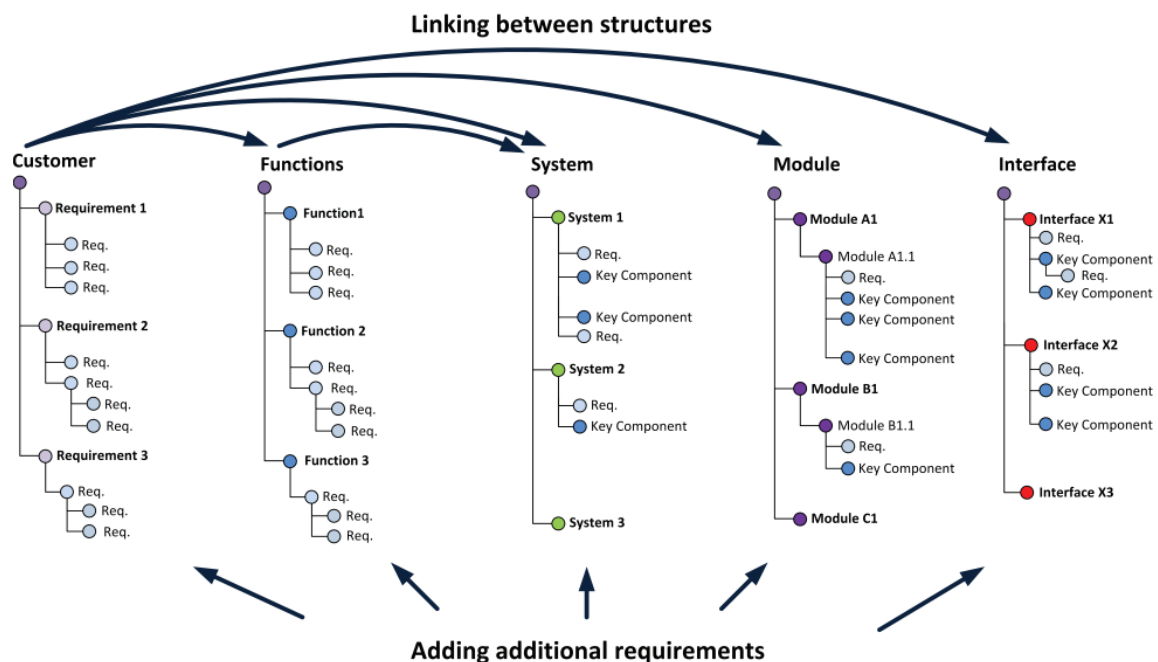 Linking between structures
Customer
Requirement 1
Req.
Req.
Req.
Requirement 2
Req.
Req.
Req.
Req.
Requirement 3
Req.
Req.
Req.
Functions
Function1
Req.
Req.
Req.
Function 2
Req.
Req.
Req.
Req.
Function 3
Req.
Req.
Req.
System
System 1
Req.
Key Component
Key Component
Req.
System 2
Req.
Key Component
System 3
Module
Module A1
Module A1.1
Req.
Key Component
Key Component
Key Component
Module B1
Module B1.1
Req.
Key Component
Module C1
Interface
Interface X1
Req.
Key Component
Req.
Key Component
Interface X2
Req.
Key Component
Key Component
Interface X3
Adding additional requirements